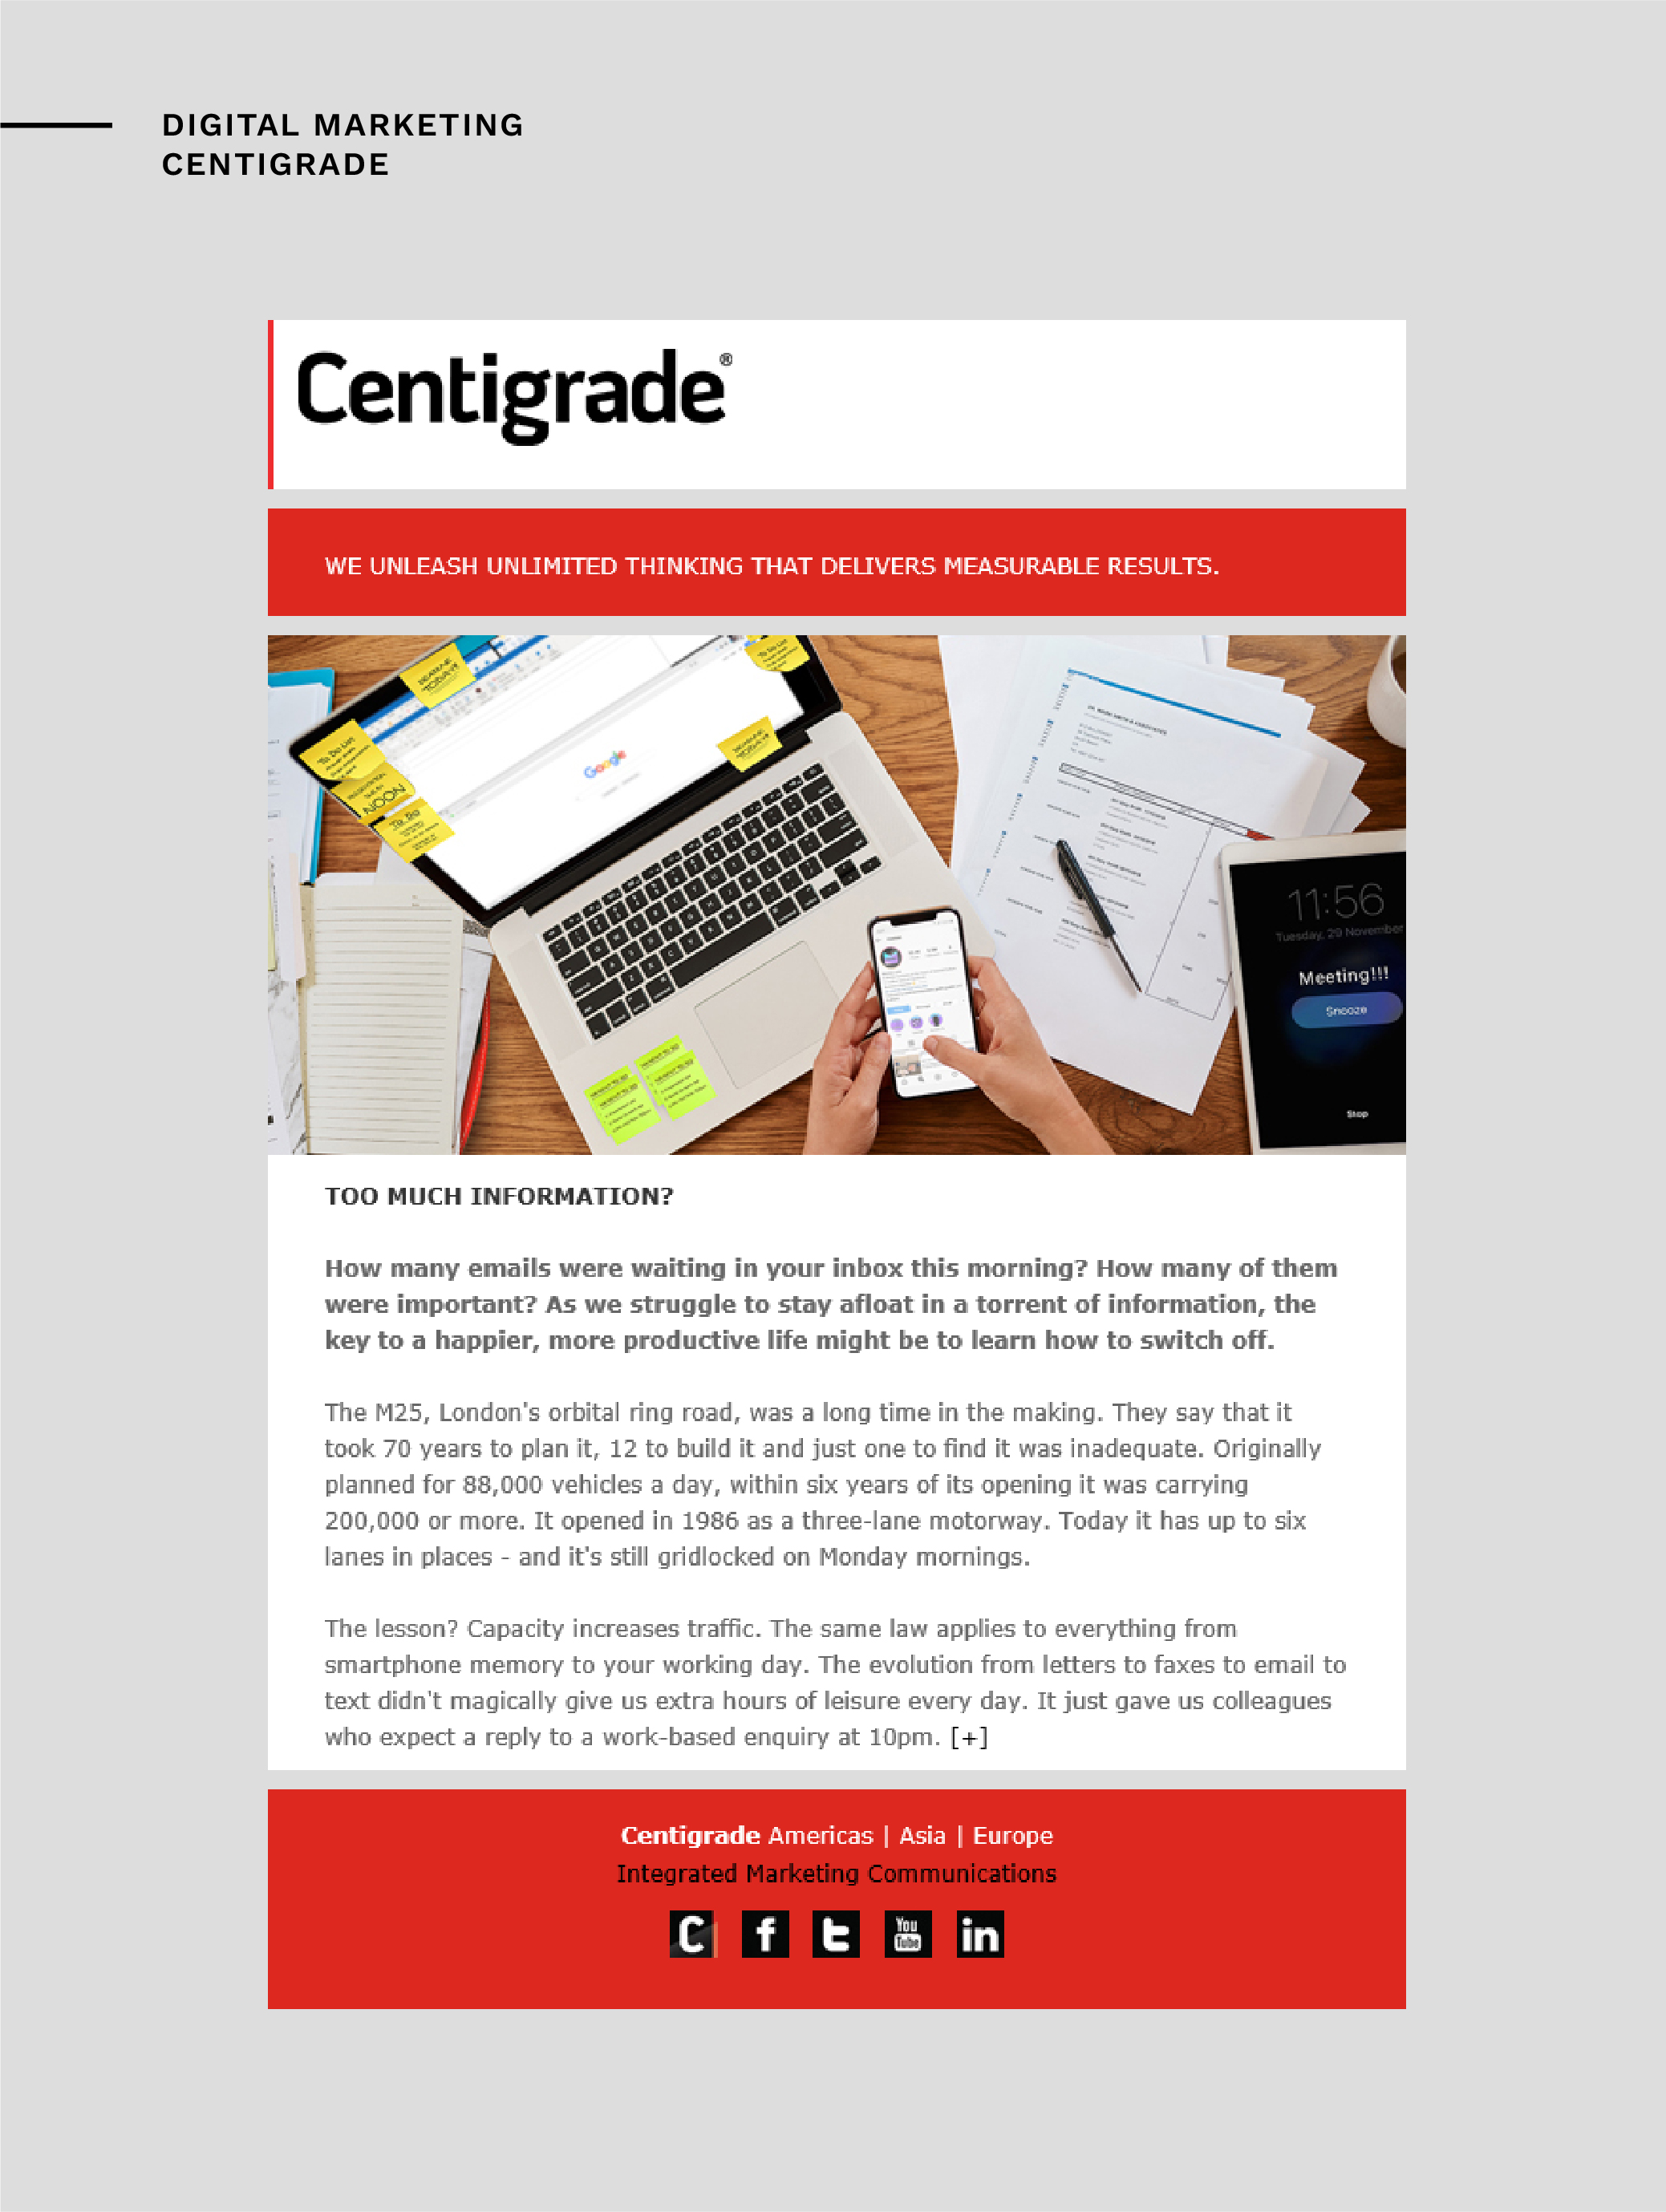 DIGITAL MARKETING
CENTIGRADE
Centigrade®
WE UNLEASH UNLIMITED THINKING THAT DELIVERS MEASURABLE RESULTS.
To Do List
NOON
To Do
Google
11:56
Tuesday, 29 November
Meeting!!!
Snooze
Stop
TOO MUCH INFORMATION?
How many emails were waiting in your inbox this morning? How many of them
were important? As we struggle to stay afloat in a torrent of information, the
key to a happier, more productive life might be to learn how to switch off.
The M25, London's orbital ring road, was a long time in the making. They say that it
took 70 years to plan it, 12 to build it and just one to find it was inadequate. Originally
planned for 88,000 vehicles a day, within six years of its opening it was carrying
200,000 or more. It opened in 1986 as a three-lane motorway. Today it has up to six
lanes in places - and it's still gridlocked on Monday mornings.
The lesson? Capacity increases traffic. The same law applies to everything from
smartphone memory to your working day. The evolution from letters to faxes to email to
text didn't magically give us extra hours of leisure every day. It just gave us colleagues
who expect a reply to a work-based enquiry at 10pm. [+]
Centigrade Americas | Asia | Europe
Integrated Marketing Communications
C f t You Tube in